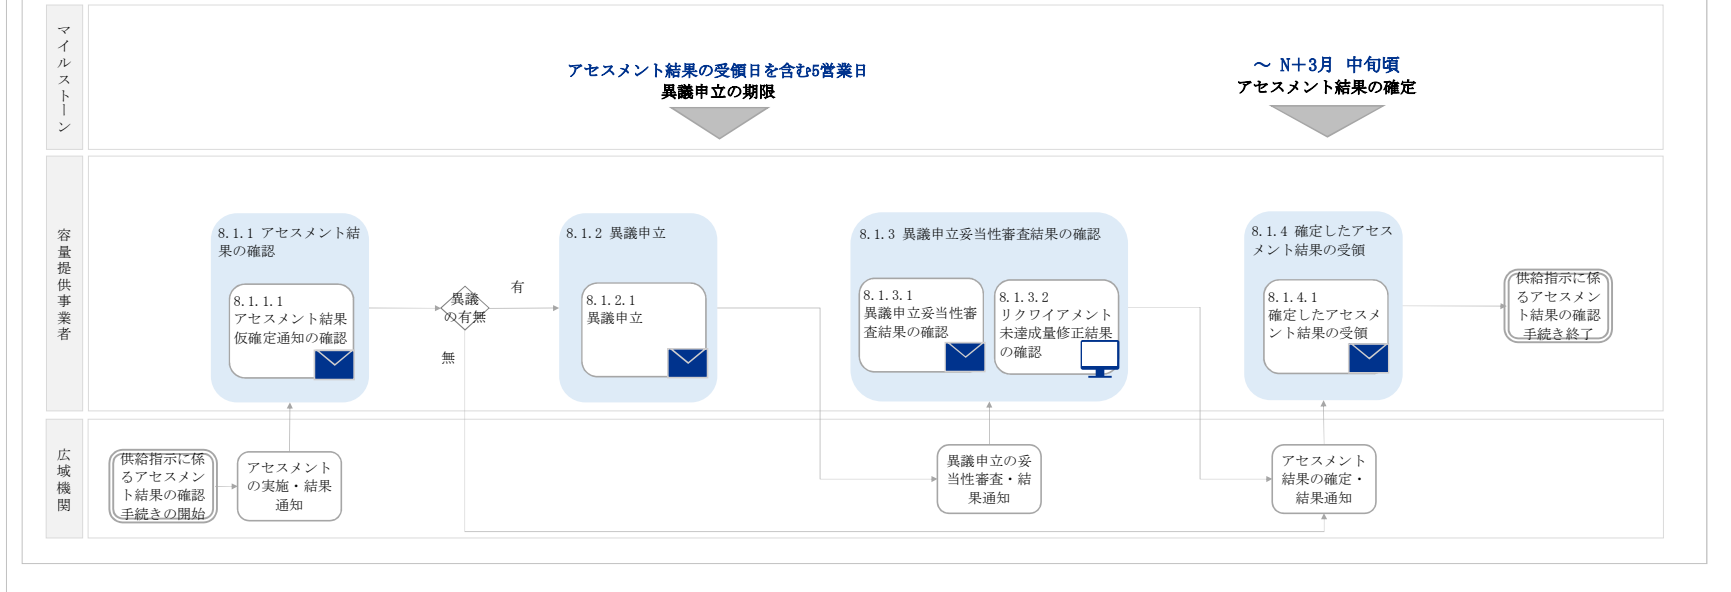 マイルストーン
アセスメント結果の受領日を含む5営業日
異議申立の期限
～ N＋3月 中旬頃
アセスメント結果の確定
容量提供事業者
8.1.1 アセスメント結
果の確認
8.1.1.1
アセスメント結果
仮確定通知の確認
異議
の有無
有
無
8.1.2 異議申立
8.1.2.1
異議申立
8.1.3 異議申立妥当性審査結果の確認
8.1.3.1
異議申立妥当性審
査結果の確認
8.1.3.2
リクワイアメント
未達成量修正結果
の確認
8.1.4 確定したアセス
メント結果の受領
8.1.4.1
確定したアセスメ
ント結果の受領
供給指示に係
るアセスメン
ト結果の確認
手続き終了
広域機関
供給指示に係
るアセスメン
ト結果の確認
手続きの開始
アセスメント
の実施・結果
通知
異議申立の妥
当性審査・結
果通知
アセスメント
結果の確定・
結果通知